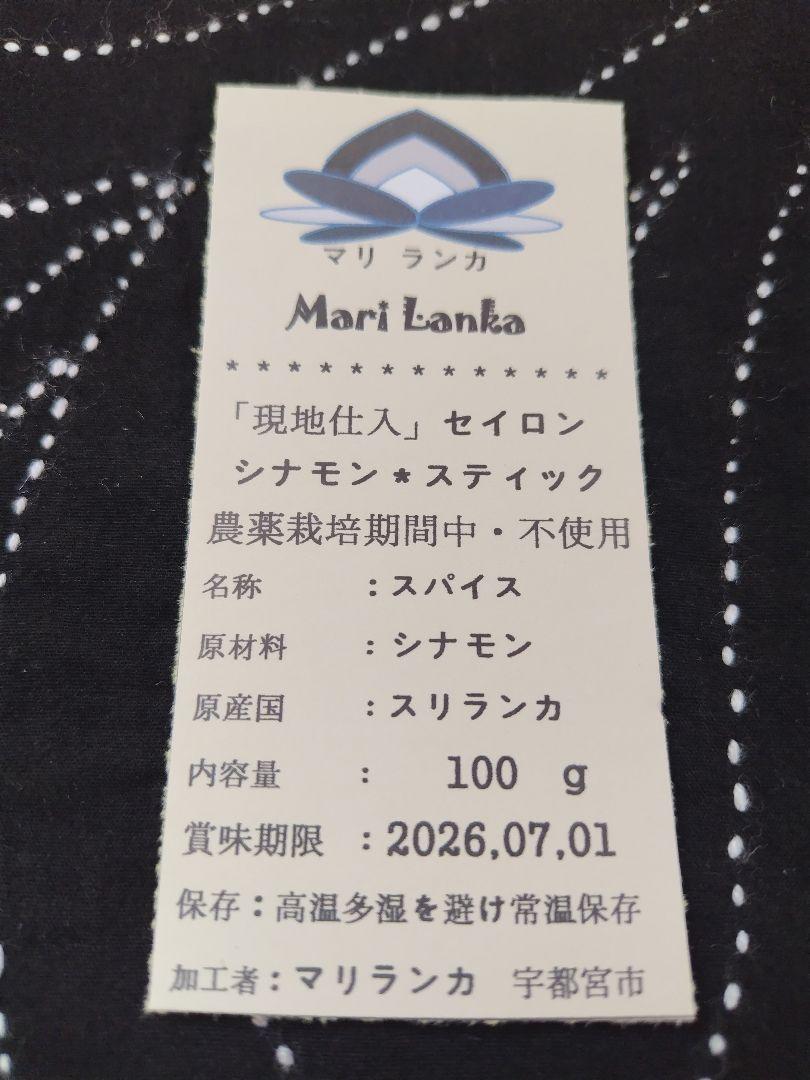 マリ ランカ
Mari Lanka
* * * * * * * * * * * * *
「現地仕入」セイロン
シナモン*スティック
農薬栽培期間中・不使用
名称 :スパイス
原材料 :シナモン
原産国 :スリランカ
内容量 : 100 g
賞味期限 :2026,07,01
保存:高温多湿を避け常温保存
加工者:マリランカ 宇都宮市